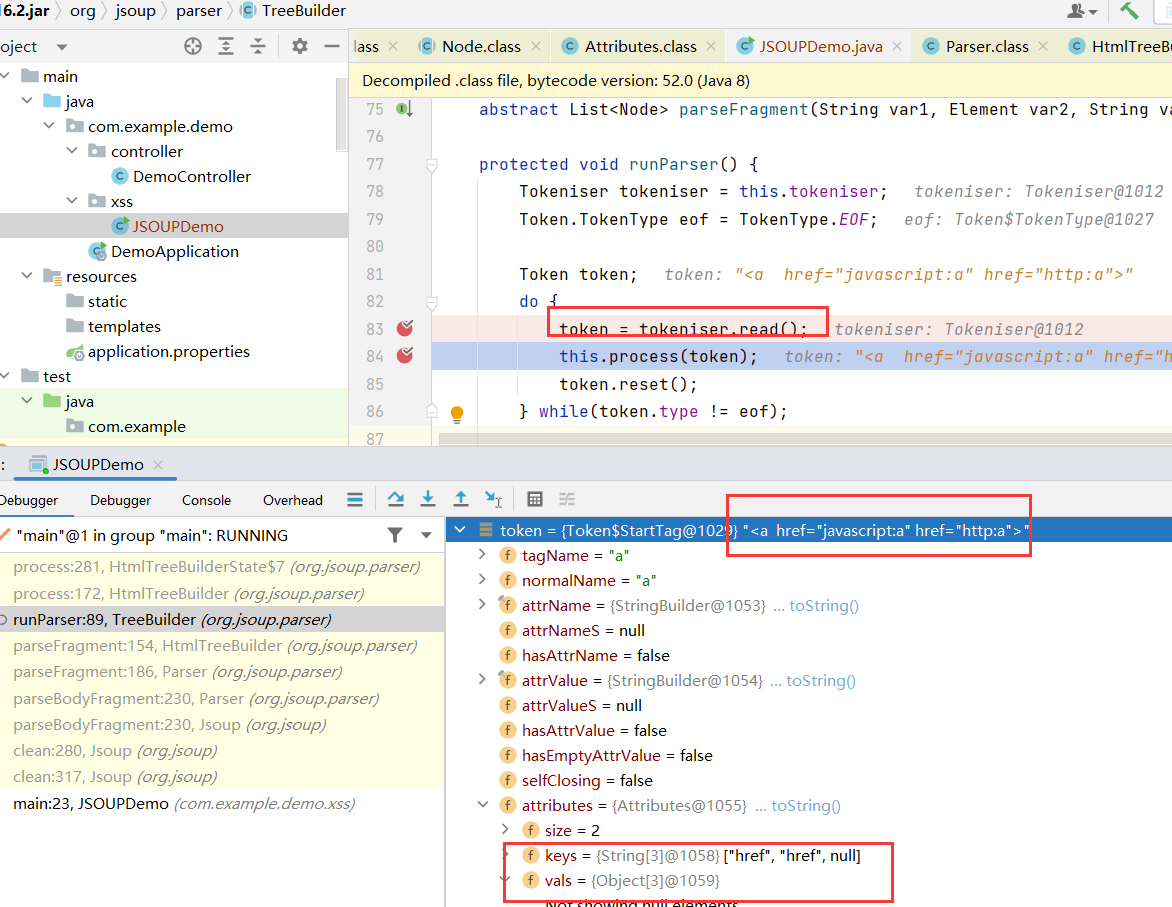 16.2.jar
org
jsoup
parser
TreeBuilder
oject
lass
Node.class
Attributes.class
JSOUPDemo.java
Parser.class
HtmlTreeBu
Decompiled .class file, bytecode version: 52.0 (Java 8)
main
java
com.example.demo
controller
DemoController
xss
JSOUPDemo
DemoApplication
resources
static
templates
application.properties
test
java
com.example
75 abstract List<Node> parseFragment(String var1, Element var2, String va
76
77 protected void runParser() {
78 Tokeniser tokeniser = this.tokeniser; tokeniser: Tokeniser@1012
79 Token.TokenType eof = TokenType.EOF; eof: Token$TokenType@1027
80
81 Token token; token: "<a  href="javascript:a" href="http:a">"
82 do {
83 token = tokeniser.read(); tokeniser: Tokeniser@1012
84 this.process(token); token: "<a  href="javascript:a" href="h
85 token.reset();
86 } while(token.type != eof);
87
: JSOUPDemo
Debugger
Debugger
Console
Overhead
"main"@1 in group "main": RUNNING
process:281, HtmlTreeBuilderState$7 (org.jsoup.parser)
process:172, HtmlTreeBuilder (org.jsoup.parser)
runParser:89, TreeBuilder (org.jsoup.parser)
parseFragment:154, HtmlTreeBuilder (org.jsoup.parser)
parseFragment:186, Parser (org.jsoup.parser)
parseBodyFragment:230, Parser (org.jsoup.parser)
parseBodyFragment:230, Jsoup (org.jsoup)
clean:280, Jsoup (org.jsoup)
clean:317, Jsoup (org.jsoup)
main:23, JSOUPDemo (com.example.demo.xss)
token = {Token$StartTag@1029} "<a  href="javascript:a" href="http:a">"
tagName = "a"
normalName = "a"
attrName = {StringBuilder@1053} ... toString()
attrNameS = null
hasAttrName = false
attrValue = {StringBuilder@1054} ... toString()
attrValueS = null
hasAttrValue = false
hasEmptyAttrValue = false
selfClosing = false
attributes = {Attributes@1055} ... toString()
size = 2
keys = {String[3]@1058} ["href", "href", null]
vals = {Object[3]@1059}
Not showing null elements